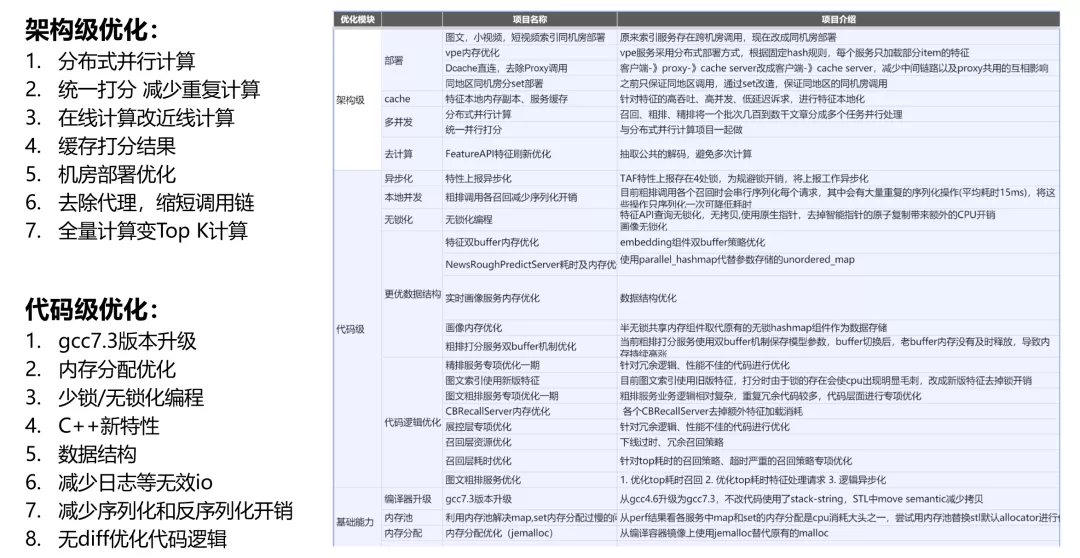 架构级优化：
1. 分布式并行计算
2. 统一打分 减少重复计算
3. 在线计算改近线计算
4. 缓存打分结果
5. 机房部署优化
6. 去除代理，缩短调用链
7. 全量计算变Top K计算
代码级优化：
1. gcc7.3版本升级
2. 内存分配优化
3. 少锁/无锁化编程
4. C++新特性
5. 数据结构
6. 减少日志等无效io
7. 减少序列化和反序列化开销
8. 无diff优化代码逻辑
优化模块 项目名称 项目介绍
架构级
部署
图文，小视频，短视频索引同机房部署 原来索引服务存在跨机房调用，现在改成同机房部署
vpe内存优化 vpe服务采用分布式部署方式，根据固定hash规则，每个服务只加载部分item的特征
Dcache直连，去除Proxy调用 客户端-》proxy-》cache server改成客户端-》cache server，减少中间链路以及proxy共用的互相影响
同地区同机房分set部署 之前只保证同地区调用，通过set改造，保证同地区的同机房调用
cache 特征本地内存副本、服务缓存 针对特征的高吞吐、高并发、低延迟诉求，进行特征本地化
多并发
分布式并行计算 召回、粗排、精排将一个批次几百到数千文章分成多个任务并行处理
统一并行打分 与分布式并行计算项目一起做
去计算 FeatureAPI特征刷新优化 抽取公共的解码，避免多次计算
代码级
异步化 特性上报异步化 TAF特性上报存在4处锁，为规避锁开销，将上报工作异步化
本地并发 粗排调用各召回减少序列化开销 目前粗排调用各个召回时会串行序列化每个请求，其中会有大量重复的序列化操作(平均耗时15ms)，将这
些操作只序列化一次可降低耗时
无锁化 无锁化编程 特征API查询无锁化，无拷贝,使用原生指针，去掉智能指针的原子复制带来额外的CPU开销
画像无锁化
更优数据结构
特征双buffer内存优化 embedding组件双buffer策略优化
NewsRoughPredictServer耗时及内存优 使用parallel_hashmap代替参数存储的unordered_map
实时画像服务内存优化 数据结构优化
画像内存优化 半无锁共享内存组件取代原有的无锁hashmap组件作为数据存储
粗排打分服务双buffer机制优化 当前粗排打分服务使用双buffer机制保存模型参数，buffer切换后，老buffer内存没有及时释放，导致内
存持续高涨
代码逻辑优化
精排服务专项优化一期 针对冗余逻辑、性能不佳的代码进行优化
图文索引使用新版特征 目前图文索引使用旧版特征，打分时由于锁的存在会使cpu出现明显毛刺，改成新版特征去掉锁开销
图文粗排服务专项优化一期 粗排服务业务逻辑相对复杂，重复冗余代码较多，代码层面进行专项优化
CBRecallServer内存优化 各个CBRecallServer去掉额外特征加载消耗
展控层专项优化 针对冗余逻辑、性能不佳的代码进行优化
召回层资源优化 下线过时、冗余召回策略
召回层耗时优化 针对top耗时的召回策略、超时严重的召回策略专项优化
图文粗排服务优化 1. 优化top耗时召回 2. 优化top耗时特征处理请求 3. 逻辑异步化
基础能力
编译器升级 gcc7.3版本升级 从gcc4.6升级为gcc7.3，不改代码使用了stack-string，STL中move semantic减少拷贝
内存池 利用内存池解决map,set内存分配过慢的问 从perf结果看各服务中map和set的内存分配是cpu消耗大头之一，尝试用内存池替换stl默认allocator进行
内存分配 内存分配优化（jemalloc） 从编译容器镜像上使用jemalloc替代原有的malloc